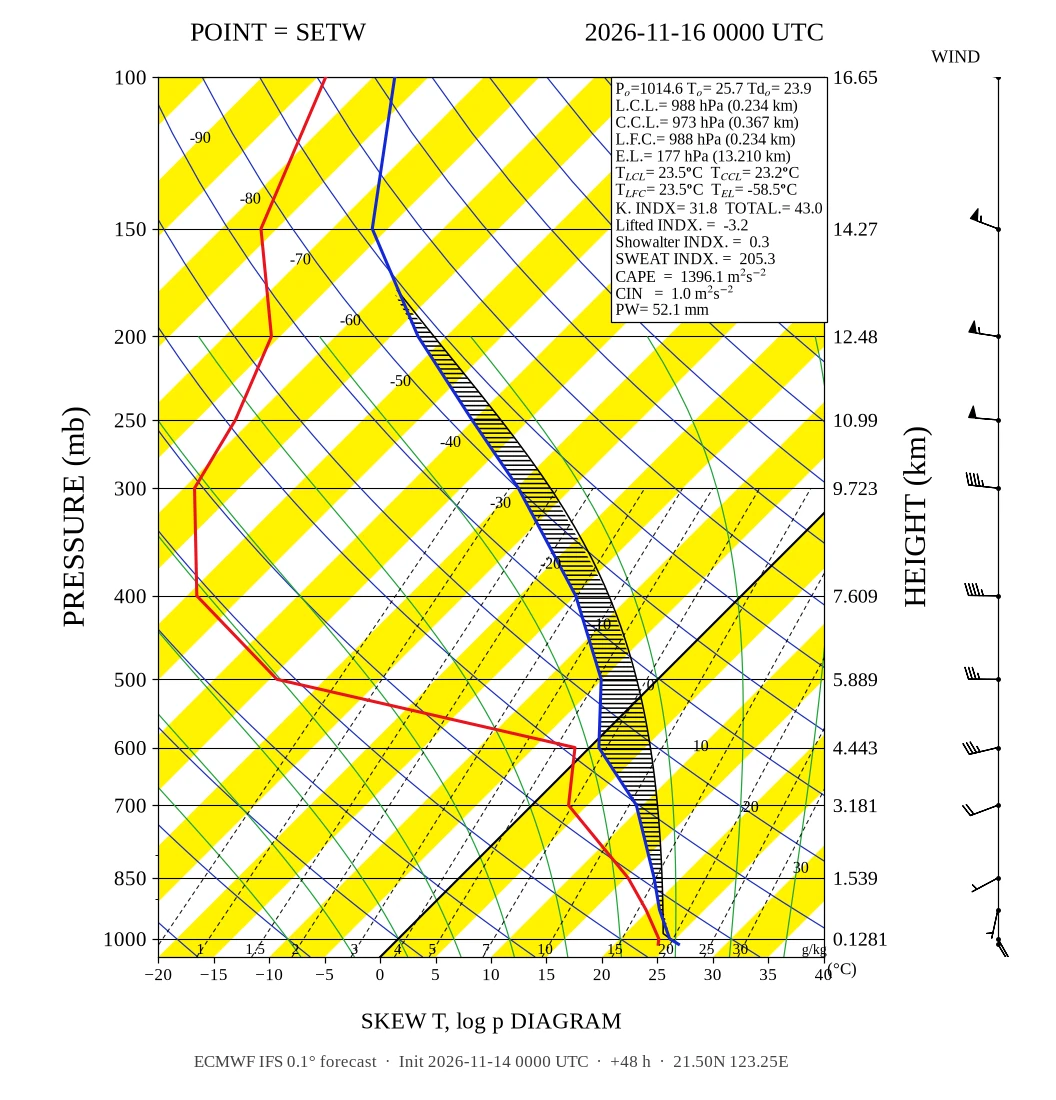 POINT = SETW 2026-11-16 0000 UTC
WIND
100 16.65
Pₒ=1014.6 Tₒ= 25.7 Tdₒ= 23.9
L.C.L.= 988 hPa (0.234 km)
C.C.L.= 973 hPa (0.367 km)
L.F.C.= 988 hPa (0.234 km)
E.L.= 177 hPa (13.210 km)
T_LCL= 23.5°C T_CCL= 23.2°C
T_LFC= 23.5°C T_EL= -58.5°C
K. INDX= 31.8 TOTAL.= 43.0
Lifted INDX. = -3.2
Showalter INDX. = 0.3
SWEAT INDX. = 205.3
CAPE = 1396.1 m²s⁻²
CIN = 1.0 m²s⁻²
PW= 52.1 mm
-90
-80
150 14.27
-70
-60
200 12.48
-50
250 10.99
-40
300 9.723
-30
-20
400 7.609
-10
500 5.889
0
600 4.443
10
700 3.181
20
850 1.539
30
1000 0.1281
PRESSURE (mb)
HEIGHT (km)
1 1.5 2 3 4 5 7 10 15 20 25 30 g/kg
−20 −15 −10 −5 0 5 10 15 20 25 30 35 40 (°C)
SKEW T, log p DIAGRAM
ECMWF IFS 0.1° forecast · Init 2026-11-14 0000 UTC · +48 h · 21.50N 123.25E